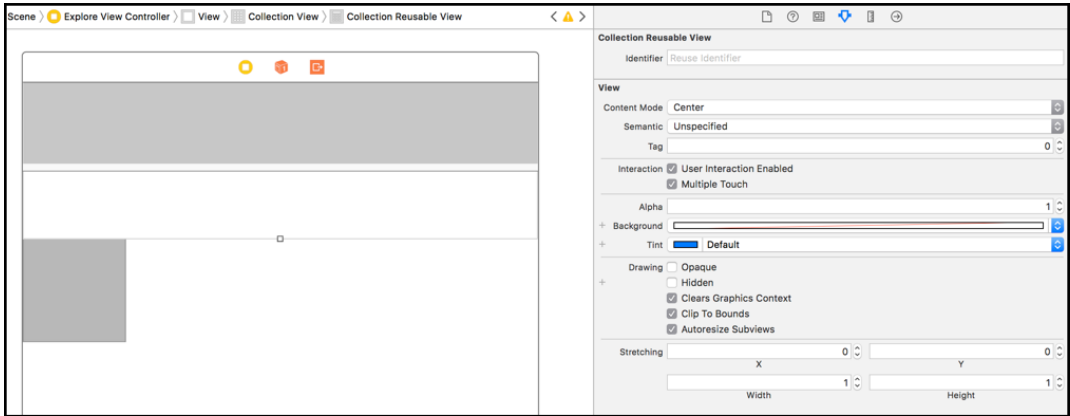 Scene > Explore View Controller > View > Collection View > Collection Reusable View
Collection Reusable View
Identifier Reuse Identifier
View
Content Mode Center
Semantic Unspecified
Tag 0
Interaction User Interaction Enabled
Multiple Touch
Alpha 1
+ Background
+ Tint Default
Drawing Opaque
+ Hidden
Clears Graphics Context
Clip To Bounds
Autoresize Subviews
Stretching 0 0
X Y
1 1
Width Height